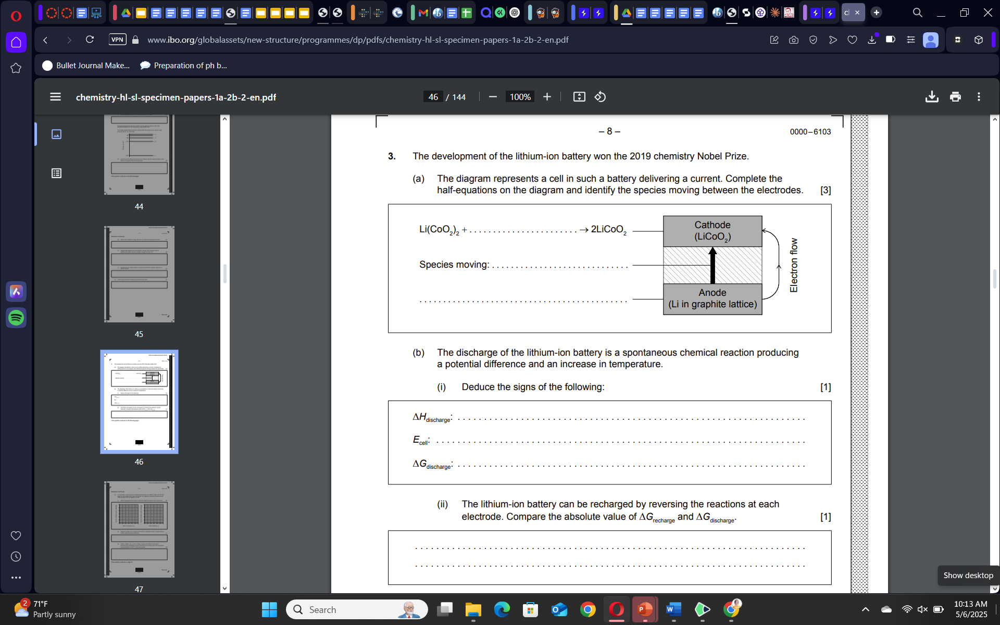 www.ibo.org/globalassets/new-structure/programmes/dp/pdfs/chemistry-hl-sl-specimen-papers-1a-2b-2-en.pdf
VPN
Bullet Journal Make...
Preparation of ph b...
chemistry-hl-sl-specimen-papers-1a-2b-2-en.pdf
46 / 144
100%
44
45
46
47
– 8 –
0000–6103
3. The development of the lithium-ion battery won the 2019 chemistry Nobel Prize.
(a) The diagram represents a cell in such a battery delivering a current. Complete the
half-equations on the diagram and identify the species moving between the electrodes. [3]
Li(CoO₂)₂ + . . . . . . . . . . . . . . . . . . . . . . . → 2LiCoO₂
Cathode
(LiCoO₂)
Species moving: . . . . . . . . . . . . . . . . . . . . . . . . . . . . .
Electron flow
Anode
(Li in graphite lattice)
(b) The discharge of the lithium-ion battery is a spontaneous chemical reaction producing
a potential difference and an increase in temperature.
(i) Deduce the signs of the following: [1]
ΔHdischarge:
Ecell:
ΔGdischarge:
(ii) The lithium-ion battery can be recharged by reversing the reactions at each
electrode. Compare the absolute value of ΔGrecharge and ΔGdischarge. [1]
Show desktop
2
71°F
Partly sunny
Search
10:13 AM
5/6/2025